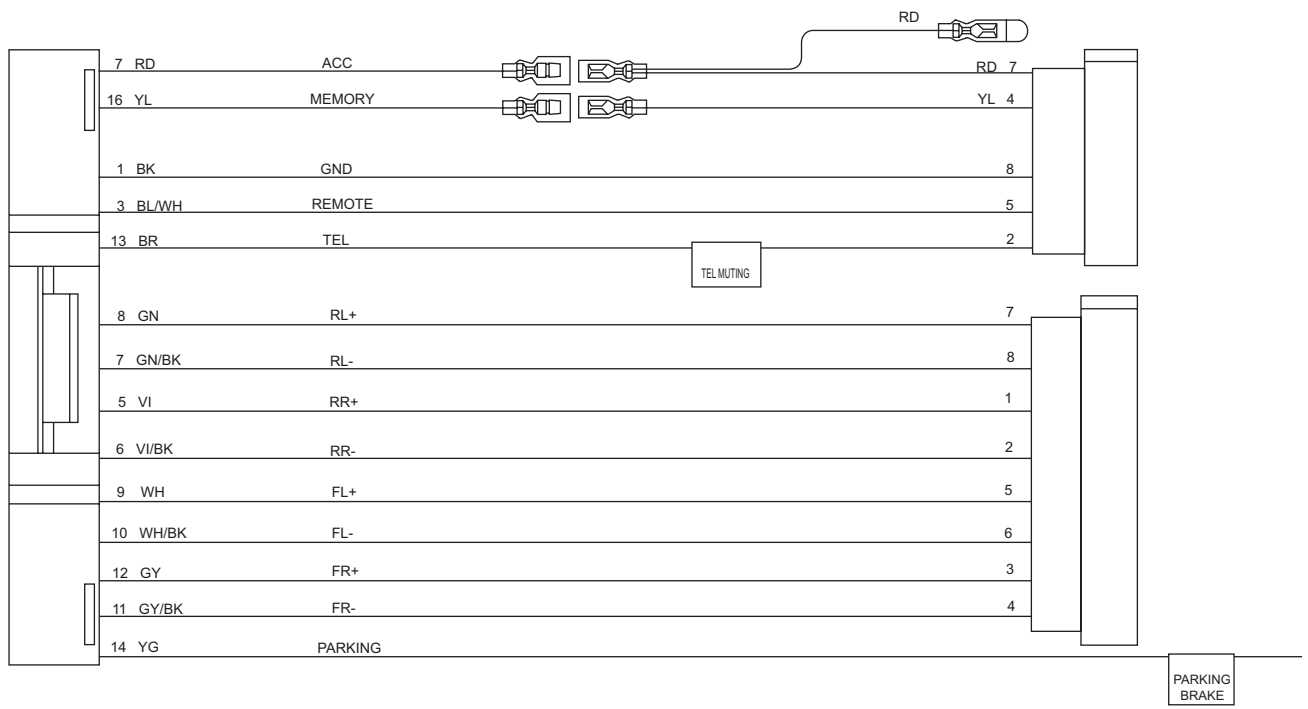 RD
7 RD ACC RD 7
16 YL MEMORY YL 4
1 BK GND 8
3 BL/WH REMOTE 5
13 BR TEL 2
TEL MUTING
8 GN RL+ 7
7 GN/BK RL- 8
5 VI RR+ 1
6 VI/BK RR- 2
9 WH FL+ 5
10 WH/BK FL- 6
12 GY FR+ 3
11 GY/BK FR- 4
14 YG PARKING
PARKING
BRAKE